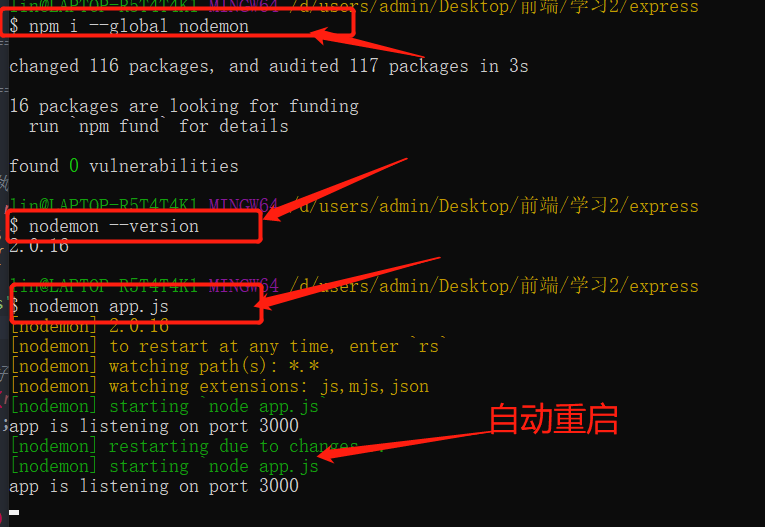 lin@LAPTOP-R5T4T4K1 MINGW64 /d/users/admin/Desktop/前端/学习2/express
$ npm i --global nodemon
changed 116 packages, and audited 117 packages in 3s
16 packages are looking for funding
run `npm fund` for details
found 0 vulnerabilities
lin@LAPTOP-R5T4T4K1 MINGW64 /d/users/admin/Desktop/前端/学习2/express
$ nodemon --version
2.0.16
lin@LAPTOP-R5T4T4K1 MINGW64 /d/users/admin/Desktop/前端/学习2/express
$ nodemon app.js
[nodemon] 2.0.16
[nodemon] to restart at any time, enter `rs`
[nodemon] watching path(s): *.*
[nodemon] watching extensions: js,mjs,json
[nodemon] starting `node app.js`
app is listening on port 3000
[nodemon] restarting due to changes...
[nodemon] starting `node app.js`
app is listening on port 3000
自动重启